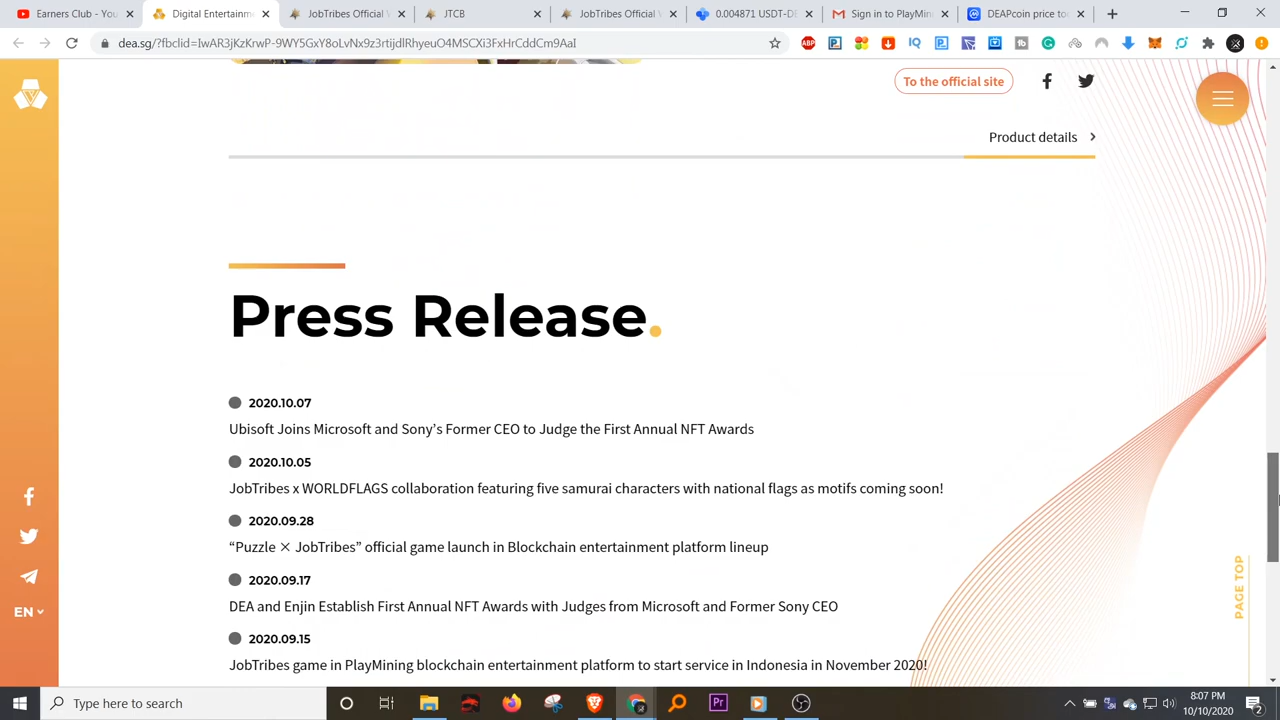 Earners Club - You
Digital Entertainme
JobTribes Official V
JTCB
JobTribes Official V
0.004871 USDT-DE
Sign in to PlayMin
DEAPcoin price to
dea.sg/?fbclid=IwAR3jKzKrwP-9WY5GxY8oLvNx9z3rtijdlRhyeuO4MSCXi3FxHrCddCm9AaI
To the official site
Product details
Press Release.
2020.10.07
Ubisoft Joins Microsoft and Sony’s Former CEO to Judge the First Annual NFT Awards
2020.10.05
JobTribes x WORLDFLAGS collaboration featuring five samurai characters with national flags as motifs coming soon!
2020.09.28
“Puzzle × JobTribes” official game launch in Blockchain entertainment platform lineup
2020.09.17
DEA and Enjin Establish First Annual NFT Awards with Judges from Microsoft and Former Sony CEO
2020.09.15
JobTribes game in PlayMining blockchain entertainment platform to start service in Indonesia in November 2020!
EN
PAGE TOP
Type here to search
8:07 PM
10/10/2020